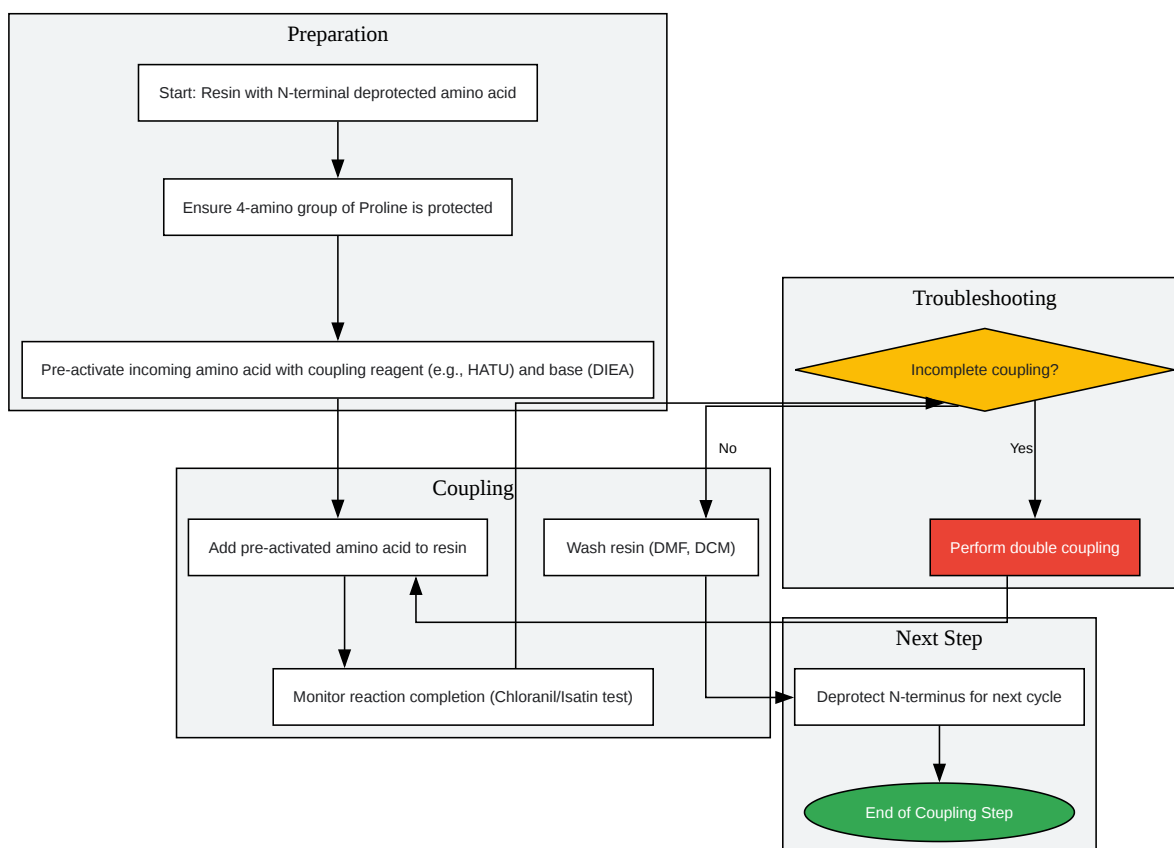 Preparation
Start: Resin with N-terminal deprotected amino acid
Ensure 4-amino group of Proline is protected
Pre-activate incoming amino acid with coupling reagent (e.g., HATU) and base (DIEA)
Troubleshooting
Incomplete coupling?
No
Yes
Coupling
Add pre-activated amino acid to resin
Wash resin (DMF, DCM)
Perform double coupling
Monitor reaction completion (Chloranil/Isatin test)
Next Step
Deprotect N-terminus for next cycle
End of Coupling Step